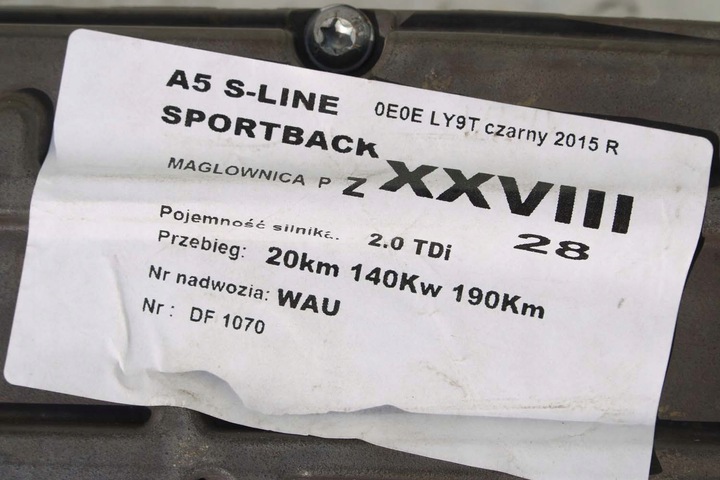 A5 S-LINE 0E0E LY9T czarny 2015 R
SPORTBACK
MAGLOWNICA P Z XXVIII
28
Pojemność silnika. 2.0 TDi
Przebieg: 20km 140Kw 190Km
Nr nadwozia: WAU
Nr : DF 1070